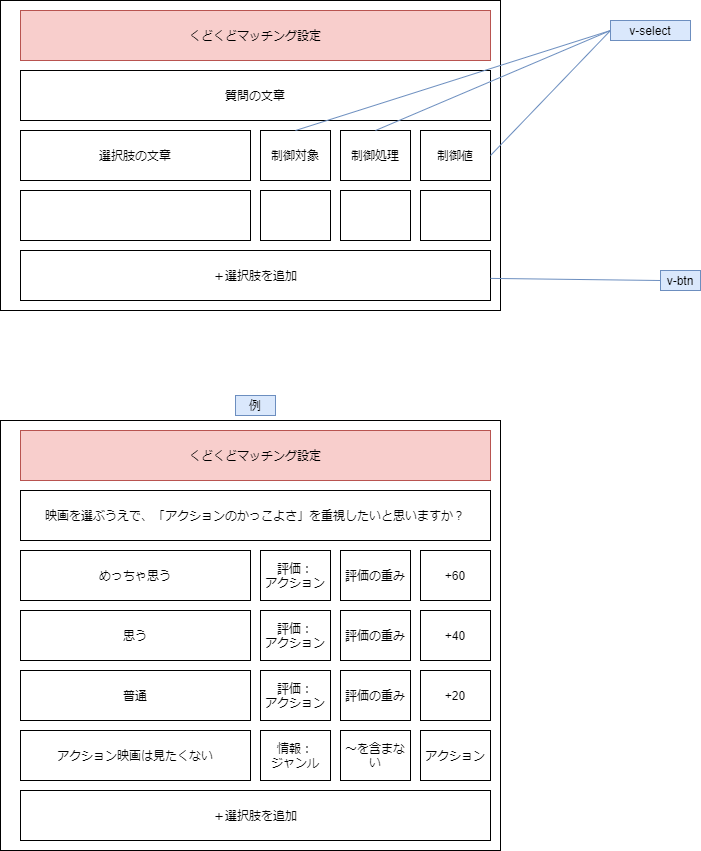 くどくどマッチング設定
v-select
質問の文章
選択肢の文章
制御対象
制御処理
制御値
＋選択肢を追加
v-btn
例
くどくどマッチング設定
映画を選ぶうえで、「アクションのかっこよさ」を重視したいと思いますか？
めっちゃ思う
評価：
アクション
評価の重み
+60
思う
評価：
アクション
評価の重み
+40
普通
評価：
アクション
評価の重み
+20
アクション映画は見たくない
情報：
ジャンル
～を含まな
い
アクション
＋選択肢を追加